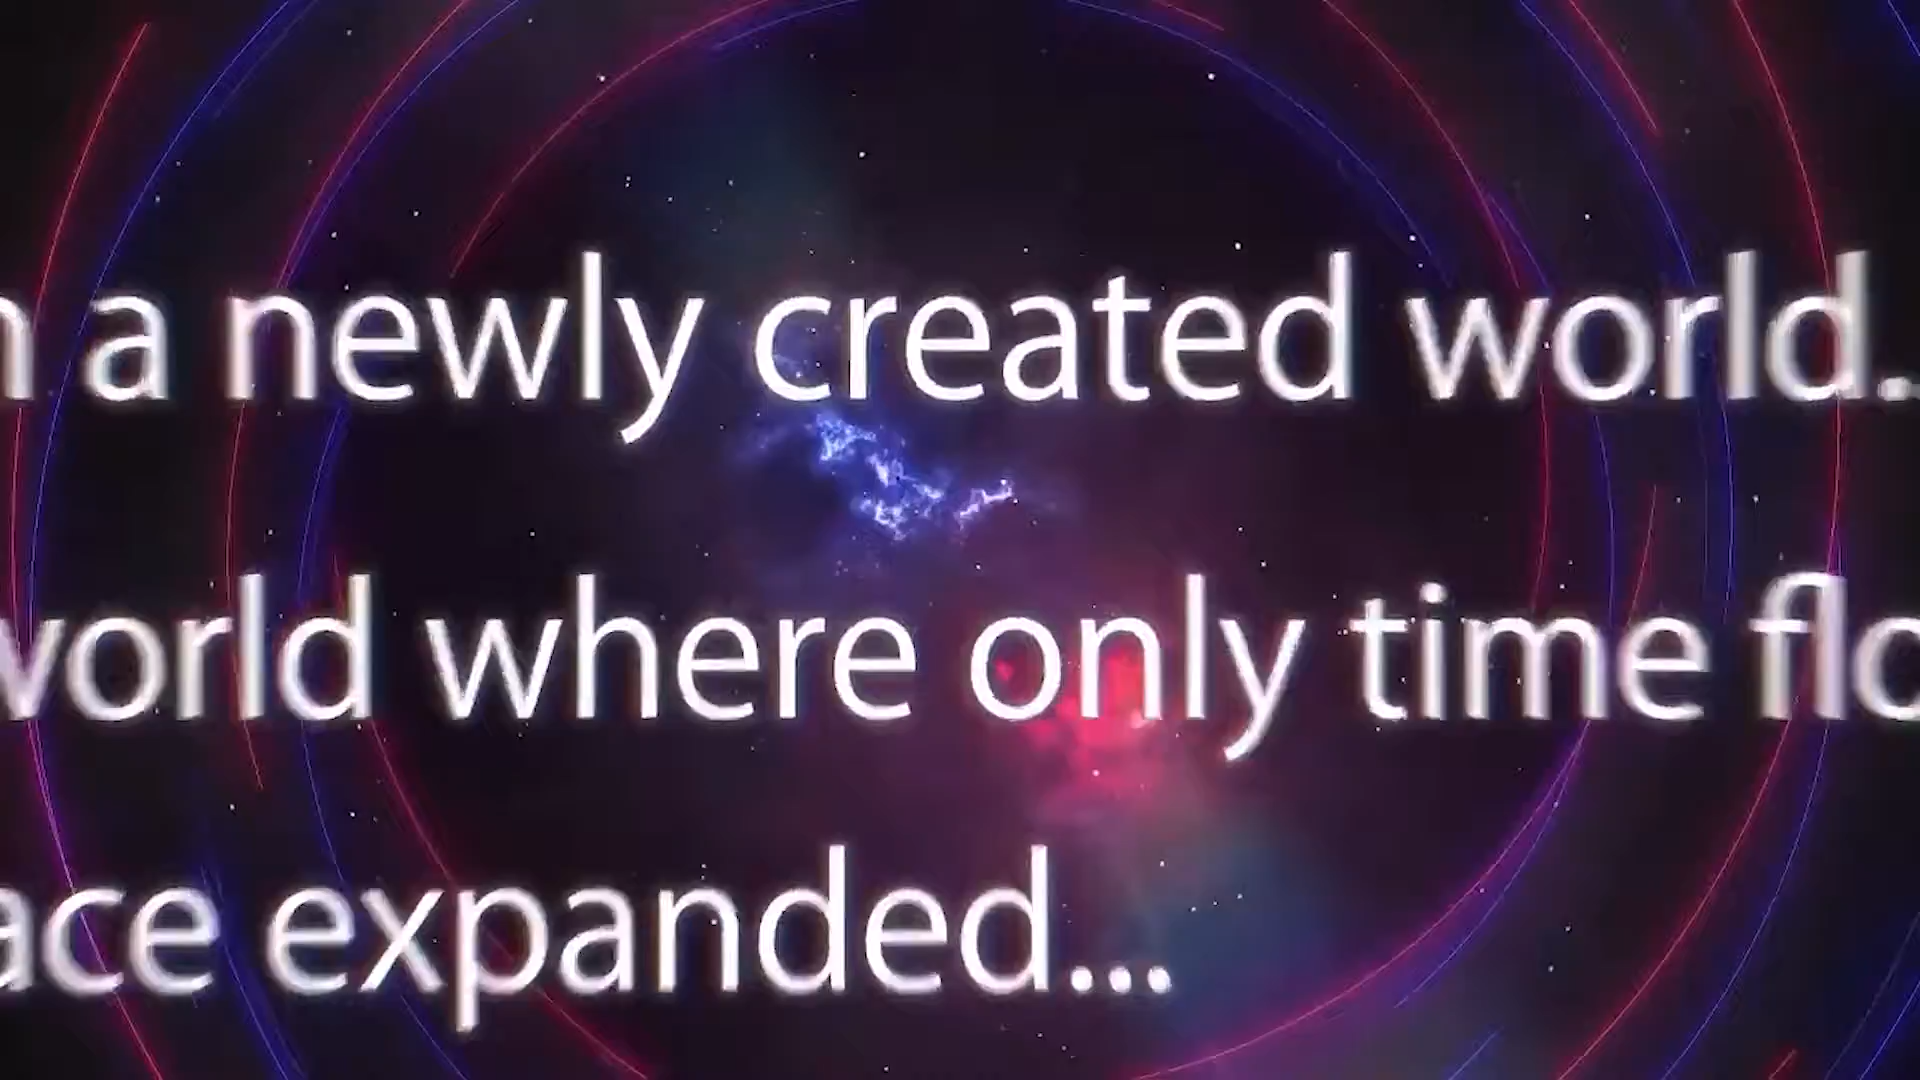 a newly created world.
world where only time flo
ace expanded...